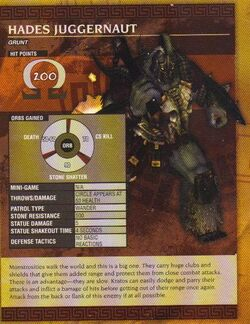 HADES JUGGERNAUT
GRUNT
HIT POINTS
200
ORBS GAINED
DEATH
CS KILL
ORB
STONE SHATTER
MINI-GAME N/A
THROWS/DAMAGE CIRCLE APPEARS AT 50 HEALTH
PATROL TYPE WANDER
STONE RESISTANCE 100
STATUE DAMAGE 5
STATUE SHAKEOUT TIME 4 SECONDS
DEFENSE TACTICS NO BASIC REACTIONS
Monstrosities walk the world and this is a big one. They carry huge clubs and
shields that give them added range and protect them from close combat attacks.
There is an advantage—they are slow. Kratos can easily dodge and parry their
attacks and inflict a damage of hits before getting out of their range once again.
Attack from the back or flank of this enemy if at all possible.